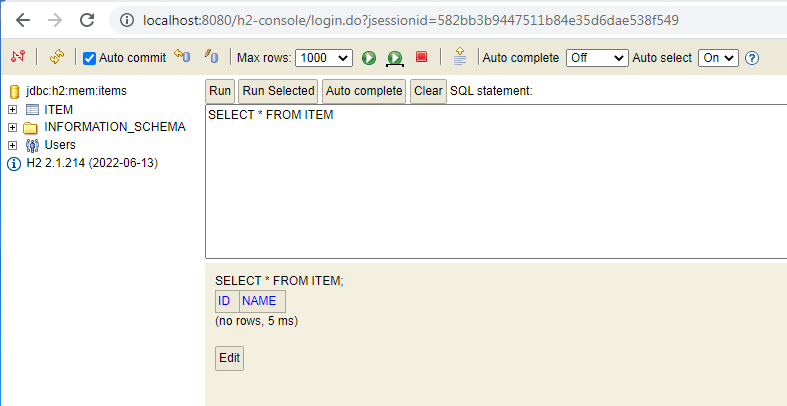 localhost:8080/h2-console/login.do?jsessionid=582bb3b9447511b84e35d6dae538f549
Auto commit Max rows: 1000 Auto complete Off Auto select On
jdbc:h2:mem:items
ITEM
INFORMATION_SCHEMA
Users
H2 2.1.214 (2022-06-13)
Run Run Selected Auto complete Clear SQL statement:
SELECT * FROM ITEM
SELECT * FROM ITEM;
ID NAME
(no rows, 5 ms)
Edit